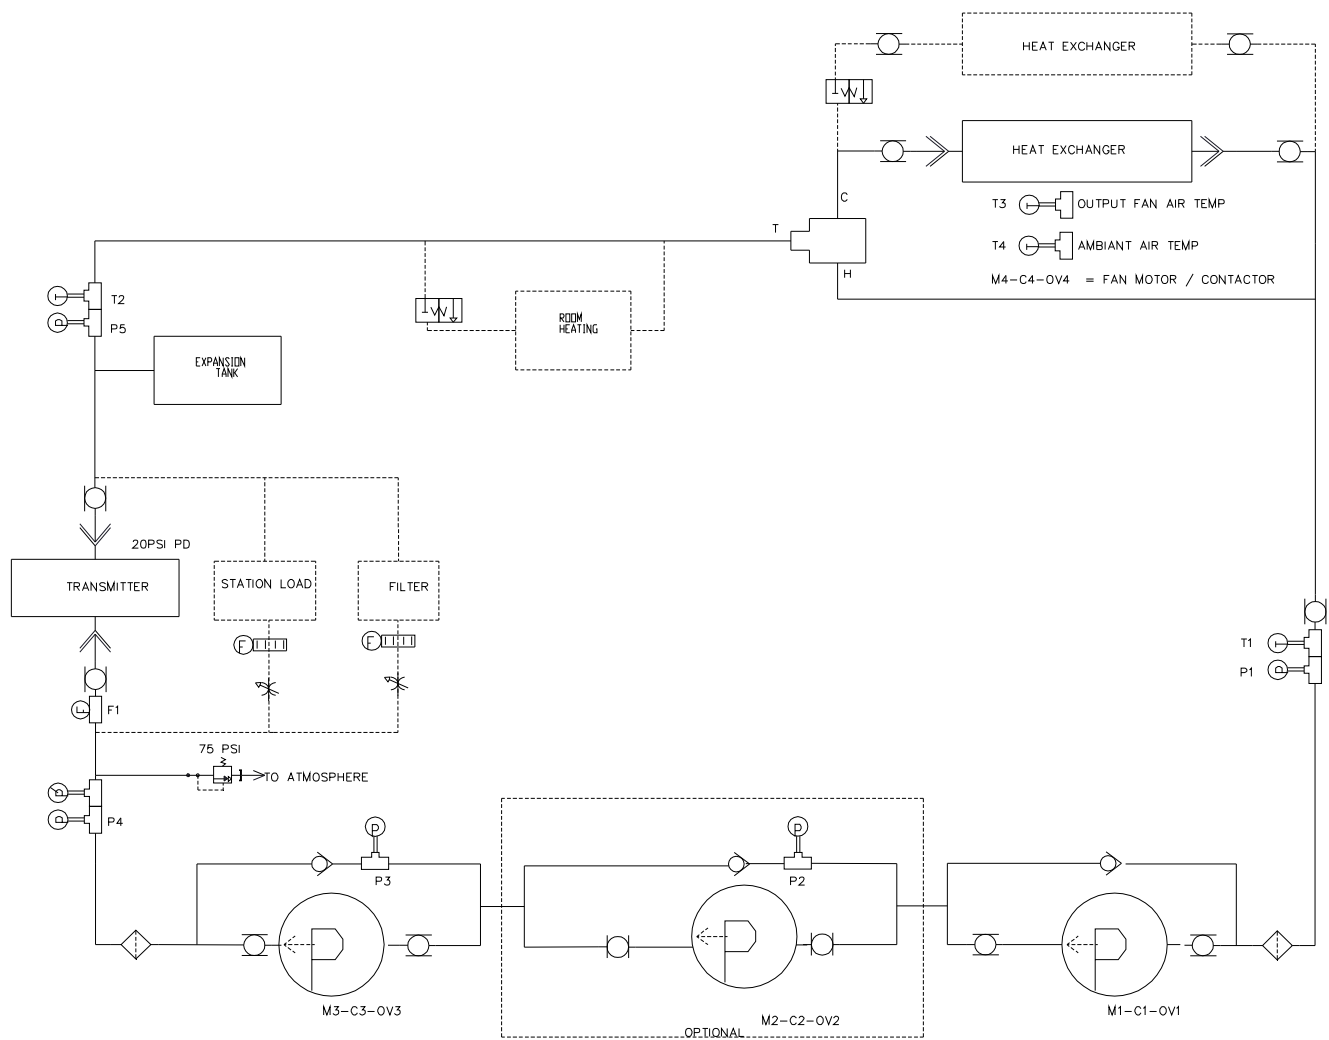 HEAT EXCHANGER
HEAT EXCHANGER
C
T3
OUTPUT FAN AIR TEMP
T
T4
AMBIANT AIR TEMP
H
M4-C4-OV4 = FAN MOTOR / CONTACTOR
T2
P5
P
ROOM
HEATING
EXPANSION
TANK
20PSI PD
TRANSMITTER
STATION LOAD
FILTER
F
F
T1
P1
P
F
F1
75 PSI
TO ATMOSPHERE
P
P
P4
P
P3
P
P2
M3-C3-OV3
M2-C2-OV2
M1-C1-OV1
OPTIONAL